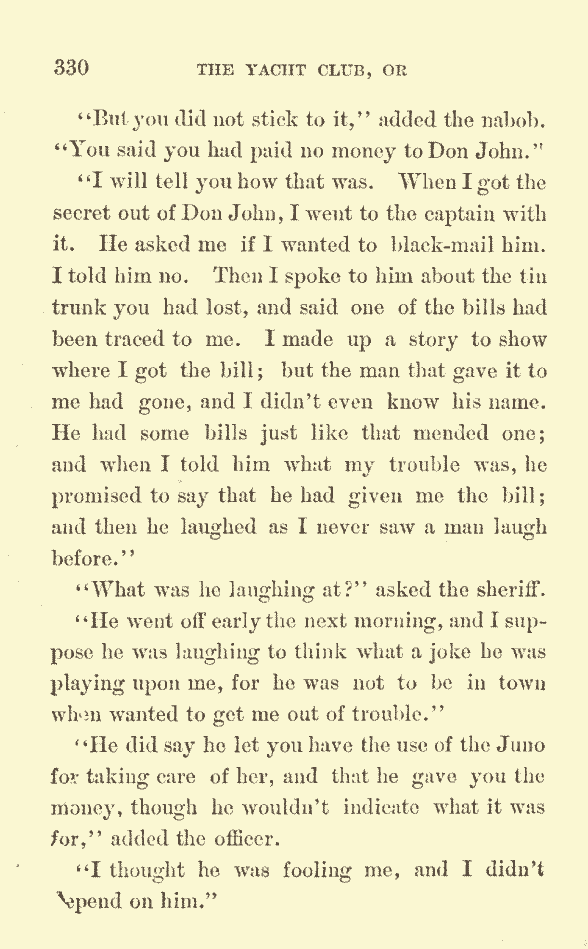 330 THE YACHT CLUB, OR
"But you did not stick to it," added the nabob.
"You said you had paid no money to Don John."
"I will tell you how that was. When I got the
secret out of Don John, I went to the captain with
it. He asked me if I wanted to black-mail him.
I told him no. Then I spoke to him about the tin
trunk you had lost, and said one of the bills had
been traced to me. I made up a story to show
where I got the bill; but the man that gave it to
me had gone, and I didn't even know his name.
He had some bills just like that mended one;
and when I told him what my trouble was, he
promised to say that he had given me the bill;
and then he laughed as I never saw a man laugh
before."
"What was he laughing at?" asked the sheriff.
"He went off early the next morning, and I sup-
pose he was laughing to think what a joke he was
playing upon me, for he was not to be in town
when wanted to get me out of trouble."
"He did say he let you have the use of the Juno
for taking care of her, and that he gave you the
money, though he wouldn't indicate what it was
for," added the officer.
"I thought he was fooling me, and I didn't
depend on him."